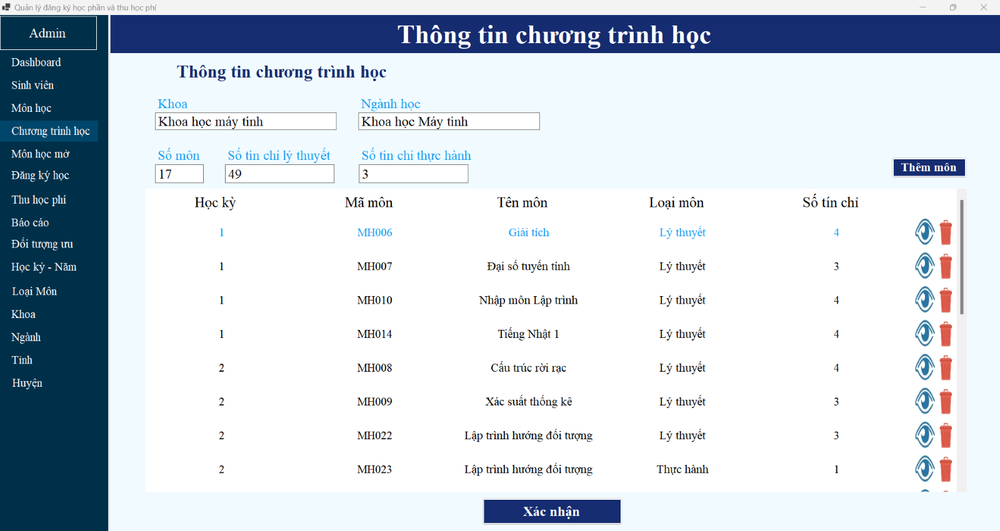 Quản lý đăng ký học phần và thu học phí
Admin
Dashboard
Sinh viên
Môn học
Chương trình học
Môn học mở
Đăng ký học
Thu học phí
Báo cáo
Đối tượng ưu
Học kỳ - Năm
Loại Môn
Khoa
Ngành
Tỉnh
Huyện
Thông tin chương trình học
Thông tin chương trình học
Khoa Ngành học
Khoa học máy tính Khoa học Máy tính
Số môn Số tín chỉ lý thuyết Số tín chỉ thực hành
17 49 3
Thêm môn
Học kỳ Mã môn Tên môn Loại môn Số tín chỉ
1 MH006 Giải tích Lý thuyết 4
1 MH007 Đại số tuyến tính Lý thuyết 3
1 MH010 Nhập môn Lập trình Lý thuyết 4
1 MH014 Tiếng Nhật 1 Lý thuyết 4
2 MH008 Cấu trúc rời rạc Lý thuyết 4
2 MH009 Xác suất thống kê Lý thuyết 3
2 MH022 Lập trình hướng đối tượng Lý thuyết 3
2 MH023 Lập trình hướng đối tượng Thực hành 1
Xác nhận